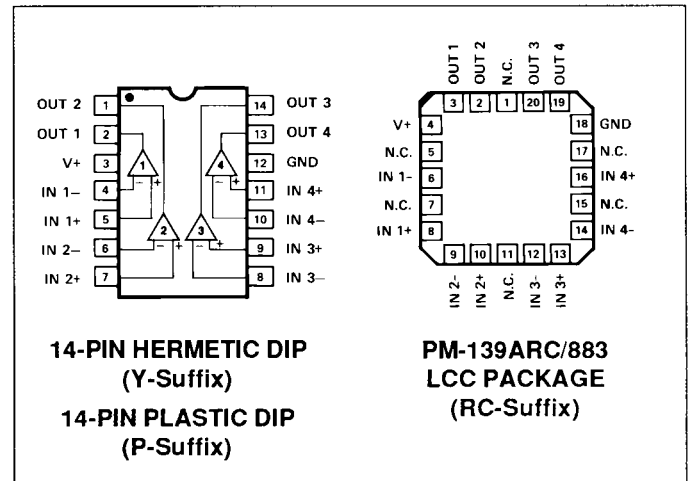 OUT 2 1 14 OUT 3
OUT 1 2 13 OUT 4
V+ 3 1 4 12 GND
− + − +
IN 1− 4 11 IN 4+
IN 1+ 5 10 IN 4−
2 3
IN 2− 6 − + − + 9 IN 3+
IN 2+ 7 8 IN 3−
14-PIN HERMETIC DIP
(Y-Suffix)
14-PIN PLASTIC DIP
(P-Suffix)
OUT 1 OUT 2 N.C. OUT 3 OUT 4
3 2 1 20 19
V+ 4 18 GND
N.C. 5 17 N.C.
IN 1- 6 16 IN 4+
N.C. 7 15 N.C.
IN 1+ 8 14 IN 4-
9 10 11 12 13
IN 2- IN 2+ N.C. IN 3- IN 3+
PM-139ARC/883
LCC PACKAGE
(RC-Suffix)